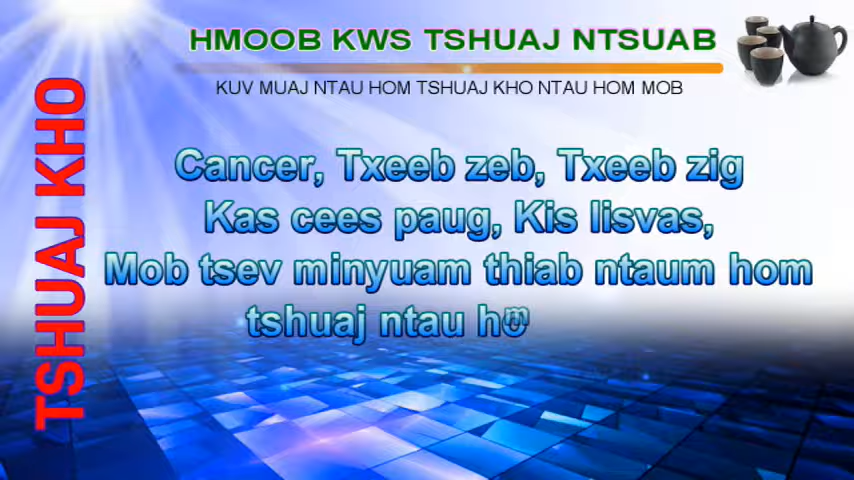 HMOOB KWS TSHUAJ NTSUAB
KUV MUAJ NTAU HOM TSHUAJ KHO NTAU HOM MOB
TSHUAJ KHO
Cancer, Txeeb zeb, Txeeb zig
Kas cees paug, Kis lisvas,
Mob tsev minyuam thiab ntaum hom
tshuaj ntau hom